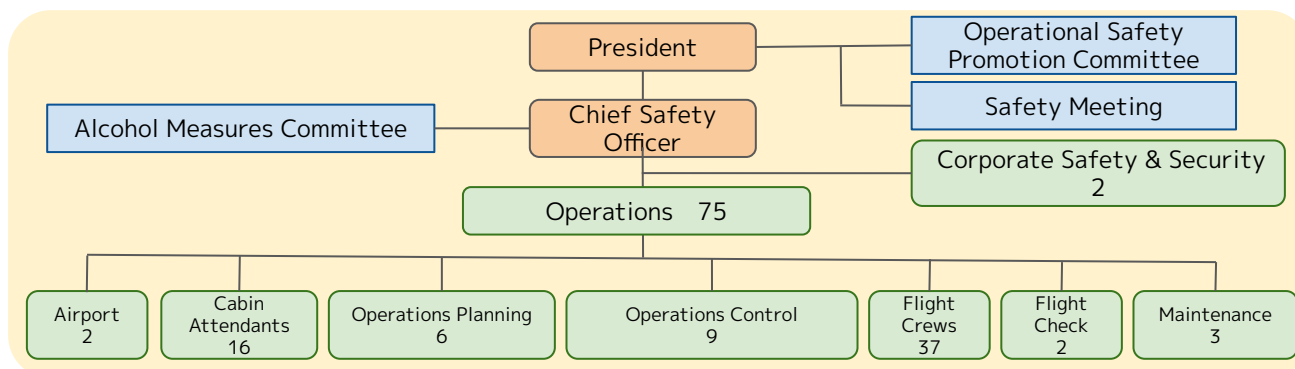 President
Operational Safety
Promotion Committee
Safety Meeting
Alcohol Measures Committee
Chief Safety
Officer
Corporate Safety & Security
2
Operations 75
Airport
2
Cabin
Attendants
16
Operations Planning
6
Operations Control
9
Flight
Crews
37
Flight
Check
2
Maintenance
3